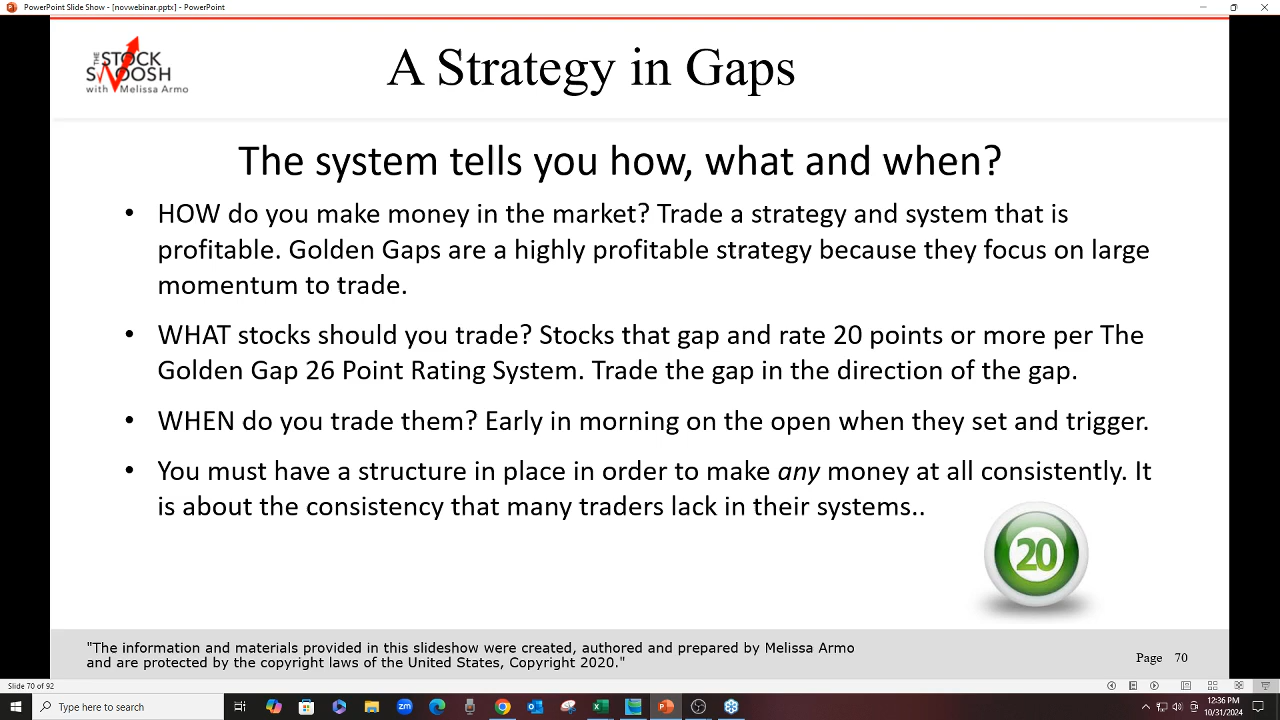 PowerPoint Slide Show - [novwebinar.pptx] - PowerPoint
THE
STOCK
SWOOSH
with Melissa Armo
A Strategy in Gaps
The system tells you how, what and when?
• HOW do you make money in the market? Trade a strategy and system that is
profitable. Golden Gaps are a highly profitable strategy because they focus on large
momentum to trade.
• WHAT stocks should you trade? Stocks that gap and rate 20 points or more per The
Golden Gap 26 Point Rating System. Trade the gap in the direction of the gap.
• WHEN do you trade them? Early in morning on the open when they set and trigger.
• You must have a structure in place in order to make any money at all consistently. It
is about the consistency that many traders lack in their systems..
20
"The information and materials provided in this slideshow were created, authored and prepared by Melissa Armo
and are protected by the copyright laws of the United States, Copyright 2020."
Page 70
Slide 70 of 92
Type here to search
zm
12:36 PM
10/31/2024